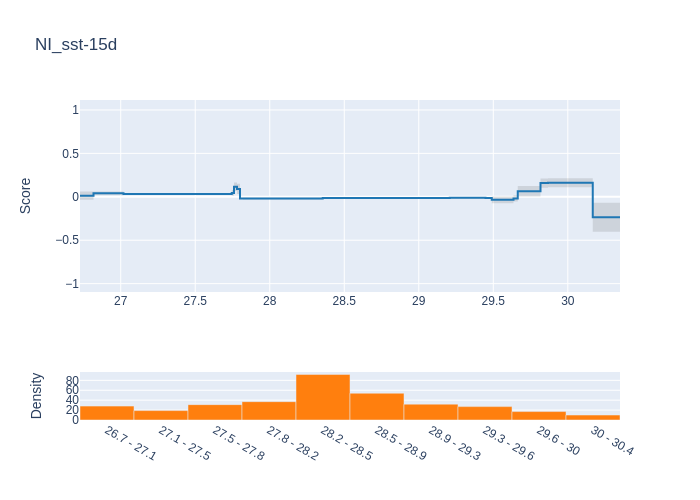 NI_sst-15d
1
0.5
0
−0.5
−1
Score
27
27.5
28
28.5
29
29.5
30
80
60
40
20
0
Density
26.7 - 27.1
27.1 - 27.5
27.5 - 27.8
27.8 - 28.2
28.2 - 28.5
28.5 - 28.9
28.9 - 29.3
29.3 - 29.6
29.6 - 30
30 - 30.4